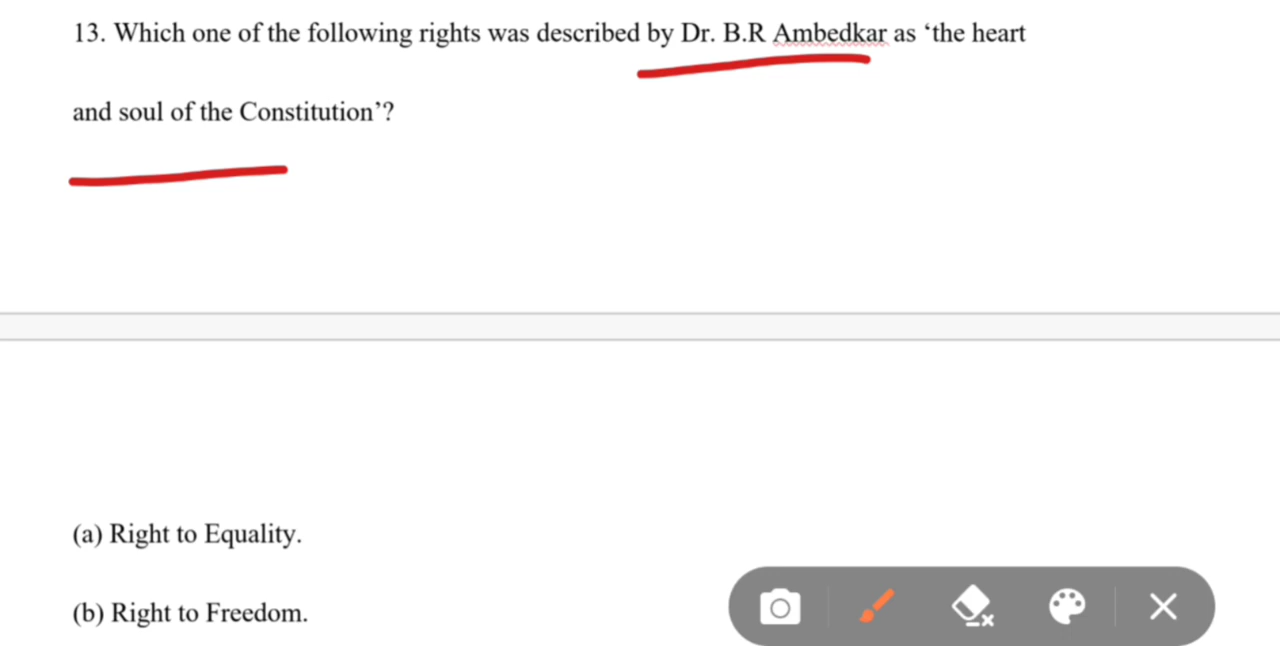 13. Which one of the following rights was described by Dr. B.R Ambedkar as ‘the heart
and soul of the Constitution’?
(a) Right to Equality.
(b) Right to Freedom.